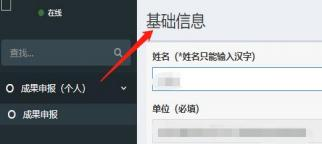 在线
查找...
成果申报（个人）
成果申报
基础信息
姓名（*姓名只能输入汉字）
单位（必填）